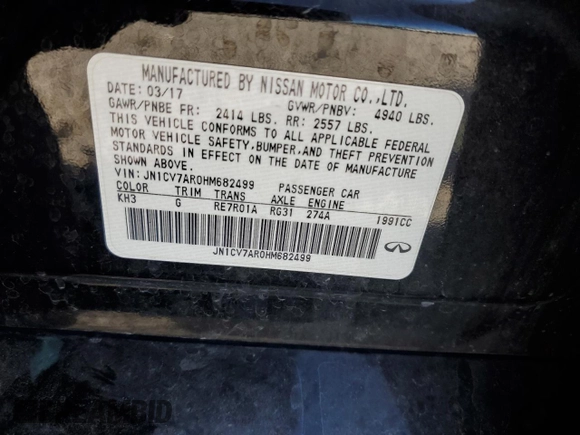 MANUFACTURED BY NISSAN MOTOR CO.,LTD.
DATE: 03/17 GVWR/PNBV: 4940 LBS.
GAWR/PNBE FR: 2414 LBS. RR: 2557 LBS.
THIS VEHICLE CONFORMS TO ALL APPLICABLE FEDERAL
MOTOR VEHICLE SAFETY,BUMPER,AND THEFT PREVENTION
STANDARDS IN EFFECT ON THE DATE OF MANUFACTURE
SHOWN ABOVE.
VIN: JN1CV7AR0HM682499 PASSENGER CAR
COLOR TRIM TRANS AXLE ENGINE
KH3 G RE7R01A RG31 274A 1991CC
JN1CV7AR0HM682499